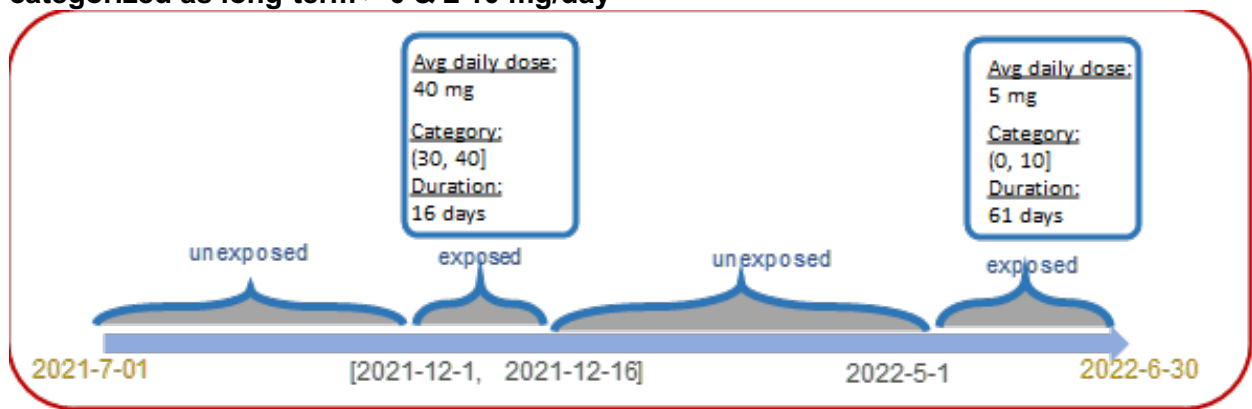 Avg daily dose:
40 mg
Category:
(30, 40]
Duration:
16 days
Avg daily dose:
5 mg
Category:
(0, 10]
Duration:
61 days
unexposed
exposed
unexposed
exposed
2021-7-01
[2021-12-1, 2021-12-16]
2022-5-1
2022-6-30